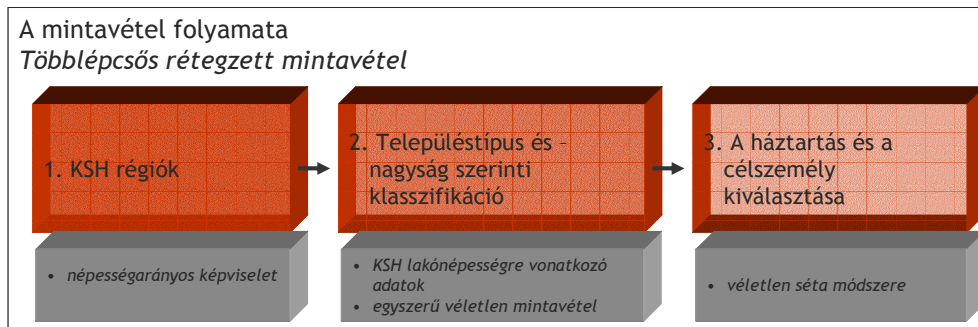 A mintavétel folyamata
Többlépcsős rétegzett mintavétel
1. KSH régiók
2. Településtípus és –
nagyság szerinti
klasszifikáció
3. A háztartás és a
célszemély
kiválasztása
• népességarányos képviselet
• KSH lakónépességre vonatkozó
adatok
• egyszerű véletlen mintavétel
• véletlen séta módszere